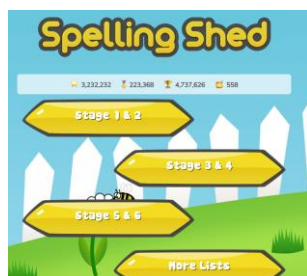 Spelling Shed
3,232,232 223,368 4,737,626 558
Stage 1 & 2
Stage 3 & 4
Stage 5 & 6
More Lists